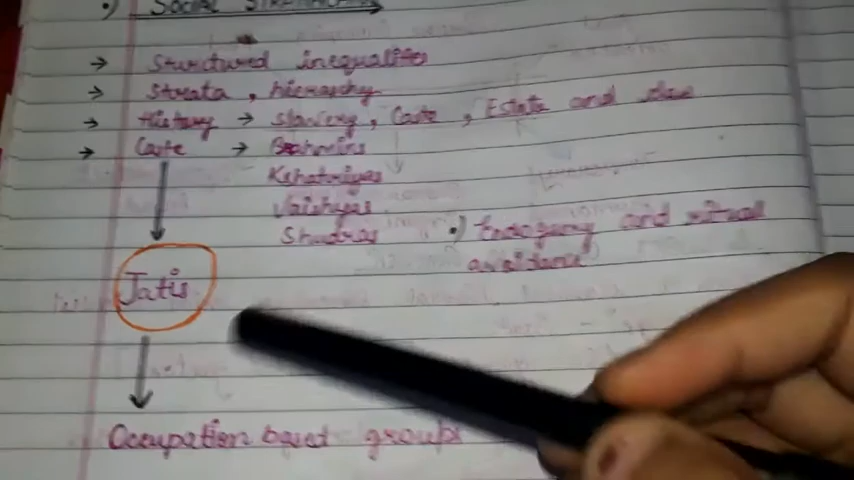 •) SOCIAL
→ Structured inequalities
→ Strata, hierarchy
→ History → slavery, Caste, Estate and class
→ Caste → Brahmins
Kshatriyas
Vaishyas
Shudras •) Endogamy and ritual
avoidance
Jatis
Occupation based groups